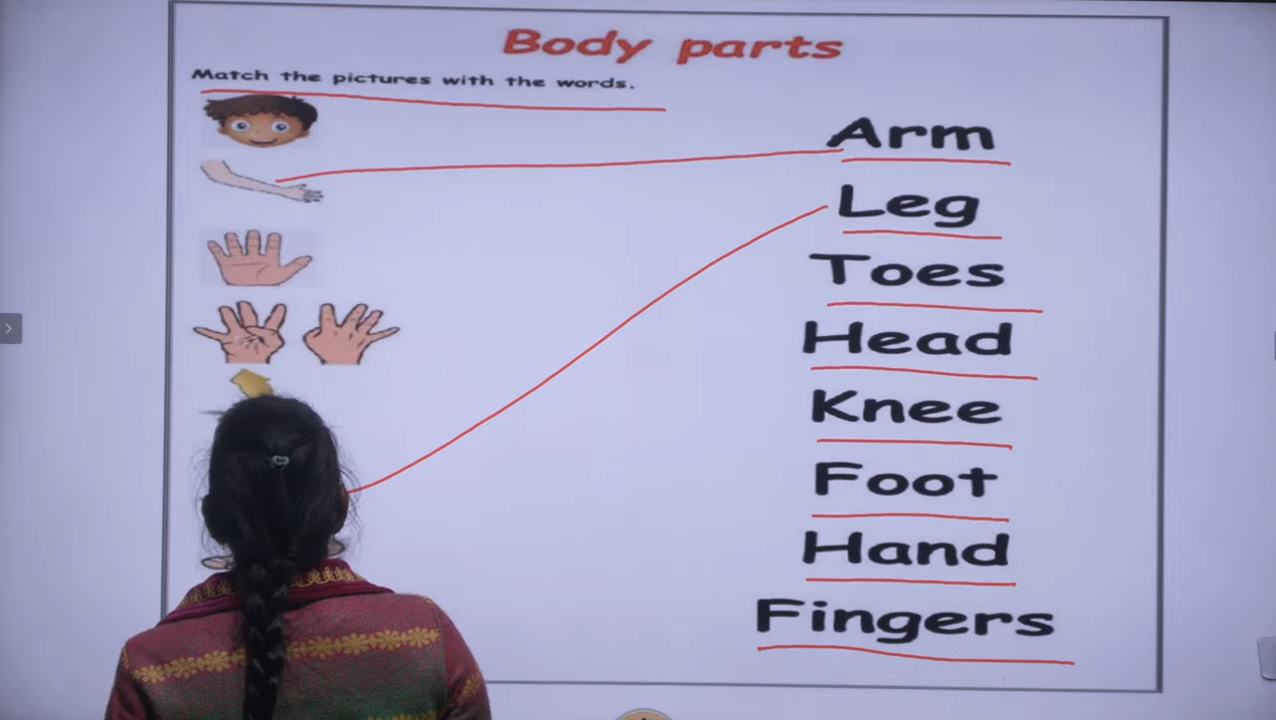 Body parts
Match the pictures with the words.
Arm
Leg
Toes
Head
Knee
Foot
Hand
Fingers